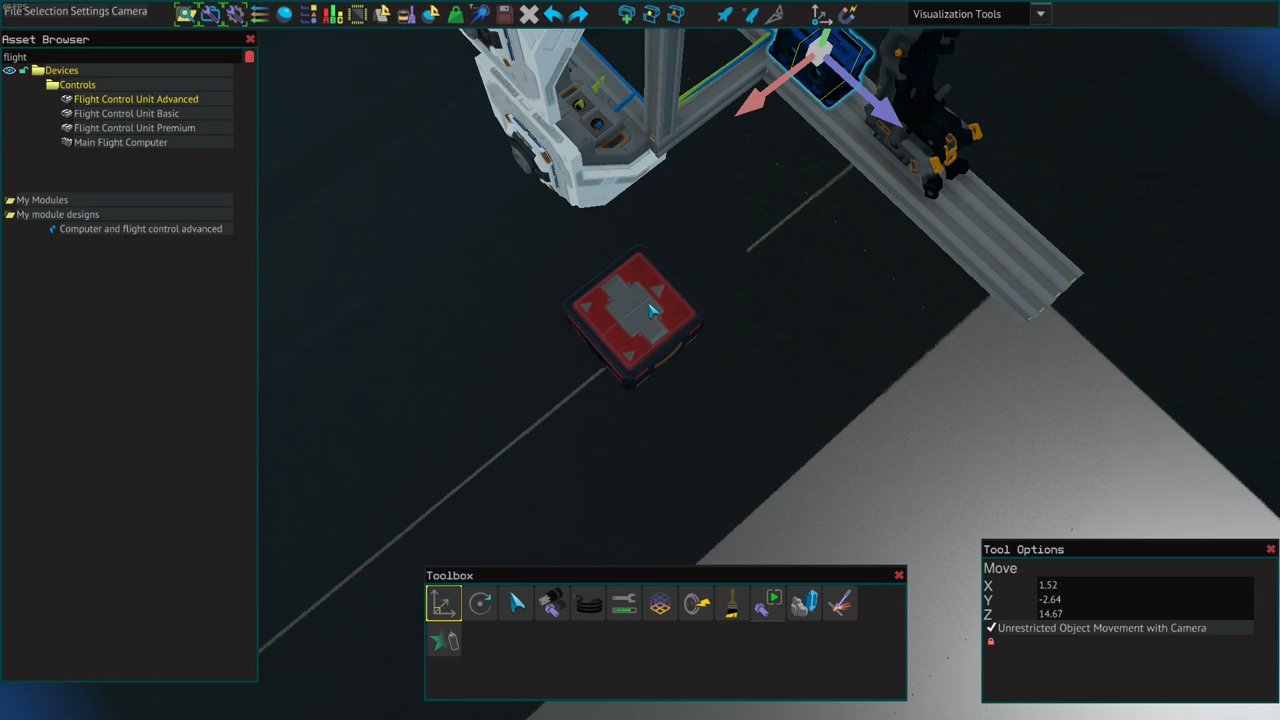 File Selection Settings Camera
Visualization Tools
Asset Browser
flight
Devices
Controls
Flight Control Unit Advanced
Flight Control Unit Basic
Flight Control Unit Premium
Main Flight Computer
My Modules
My module designs
Computer and flight control advanced
Toolbox
Tool Options
Move
X 1.52
Y -2.64
Z 14.67
Unrestricted Object Movement with Camera